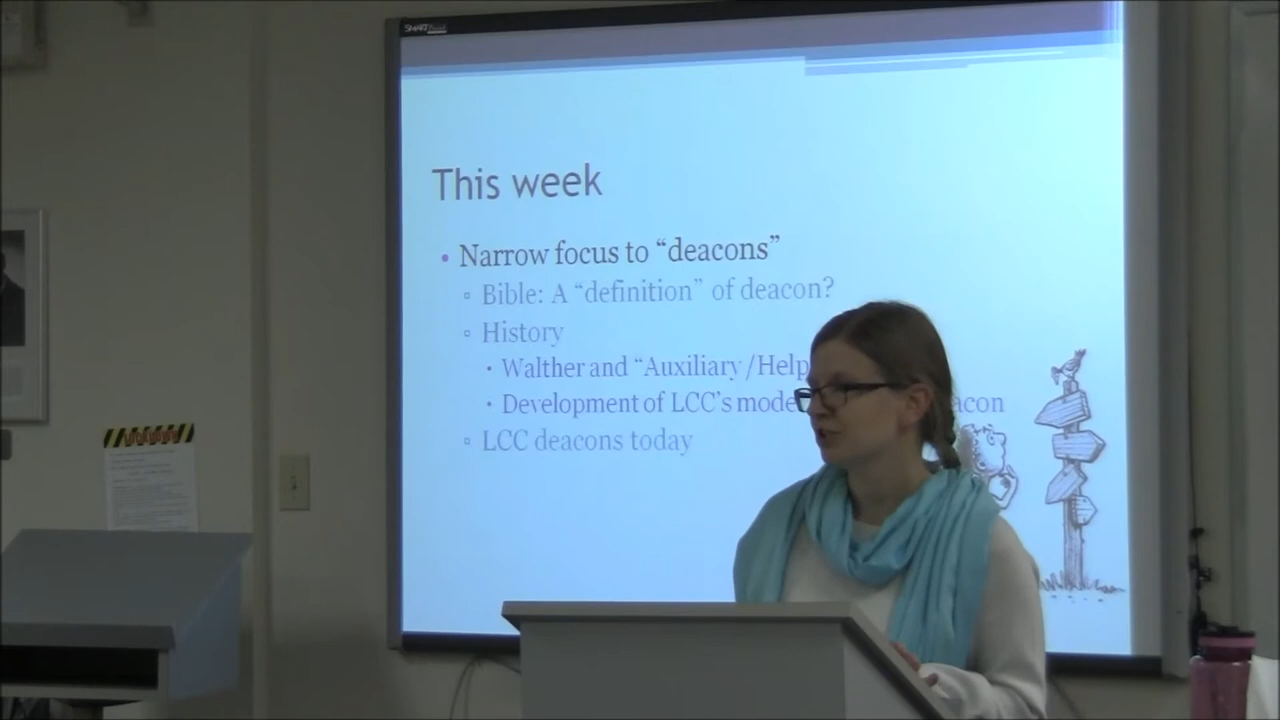 SMART
This week
• Narrow focus to “deacons”
▫ Bible: A “definition” of deacon?
▫ History
• Walther and “Auxiliary/Help
• Development of LCC’s mode acon
▫ LCC deacons today